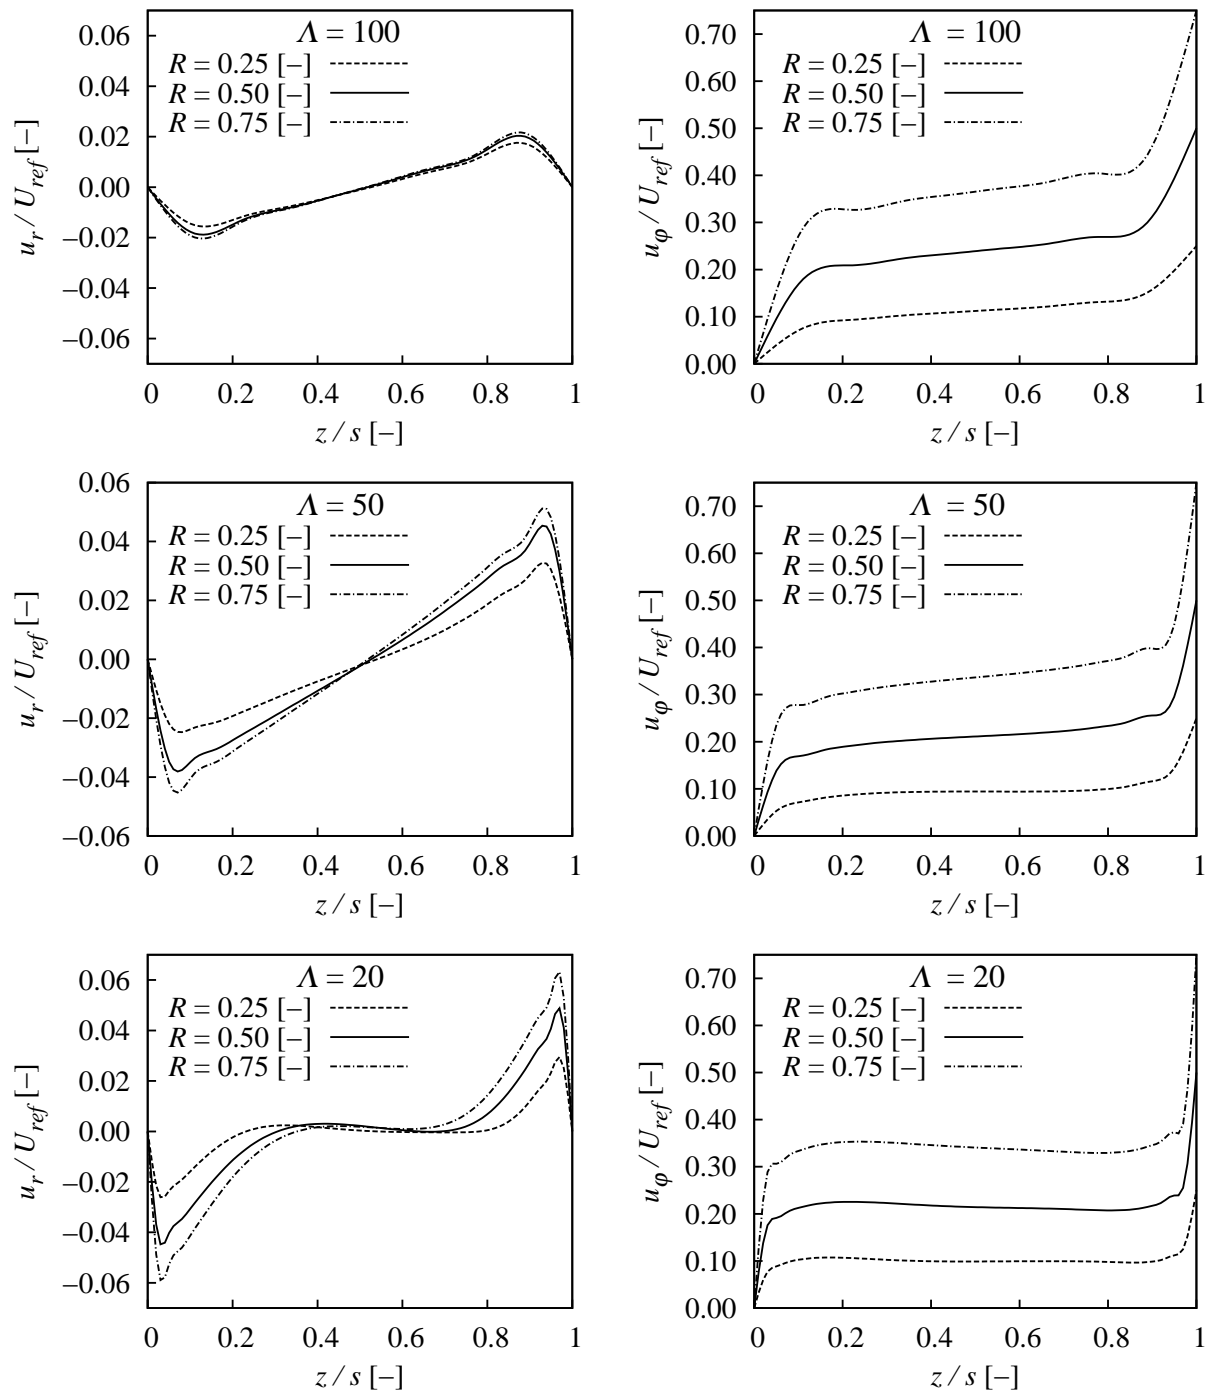 0.06
0.04
0.02
0.00
–0.02
–0.04
–0.06
u_r / U_ref [–]
Λ = 100
R = 0.25 [–]
R = 0.50 [–]
R = 0.75 [–]
0 0.2 0.4 0.6 0.8 1
z / s [–]
0.70
0.60
0.50
0.40
0.30
0.20
0.10
0.00
u_φ / U_ref [–]
Λ = 100
R = 0.25 [–]
R = 0.50 [–]
R = 0.75 [–]
0 0.2 0.4 0.6 0.8 1
z / s [–]
0.06
0.04
0.02
0.00
–0.02
–0.04
–0.06
u_r / U_ref [–]
Λ = 50
R = 0.25 [–]
R = 0.50 [–]
R = 0.75 [–]
0 0.2 0.4 0.6 0.8 1
z / s [–]
0.70
0.60
0.50
0.40
0.30
0.20
0.10
0.00
u_φ / U_ref [–]
Λ = 50
R = 0.25 [–]
R = 0.50 [–]
R = 0.75 [–]
0 0.2 0.4 0.6 0.8 1
z / s [–]
0.06
0.04
0.02
0.00
–0.02
–0.04
–0.06
u_r / U_ref [–]
Λ = 20
R = 0.25 [–]
R = 0.50 [–]
R = 0.75 [–]
0 0.2 0.4 0.6 0.8 1
z / s [–]
0.70
0.60
0.50
0.40
0.30
0.20
0.10
0.00
u_φ / U_ref [–]
Λ = 20
R = 0.25 [–]
R = 0.50 [–]
R = 0.75 [–]
0 0.2 0.4 0.6 0.8 1
z / s [–]